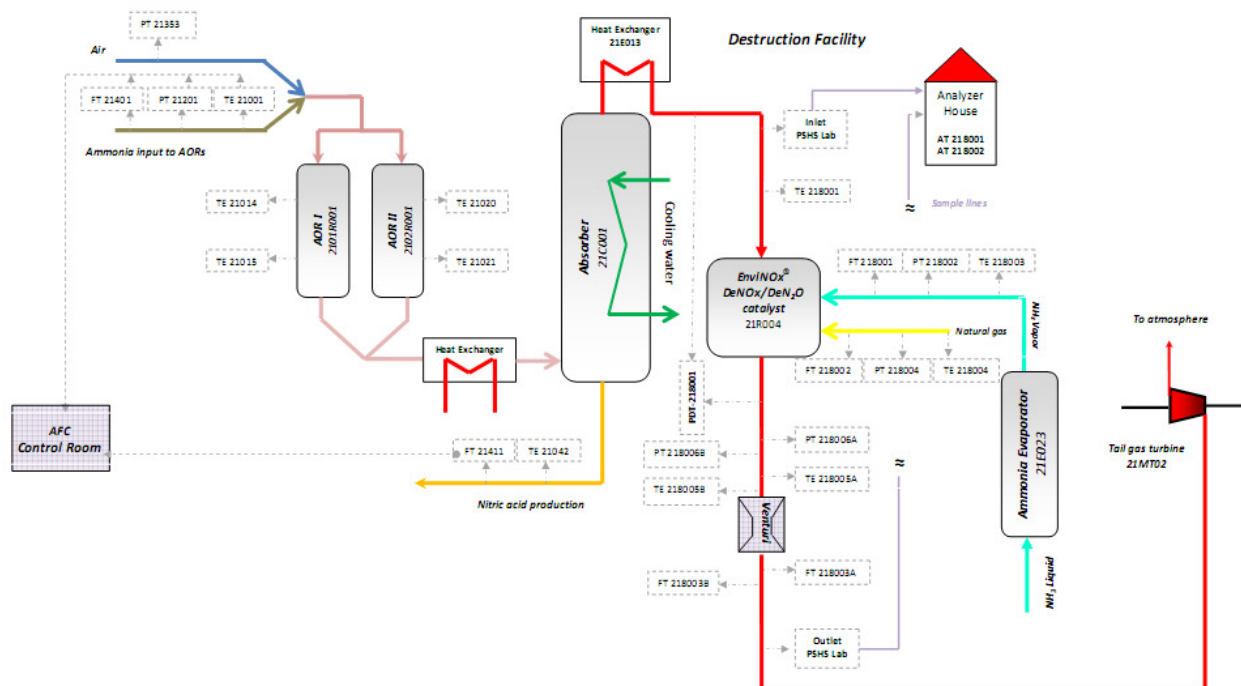 Heat Exchanger
21E013
Destruction Facility
PT 21353
Air
FT 21401
PT 21201
TE 21001
Ammonia input to AORs
Inlet
PSHS Lab
Analyzer
House
AT 218001
AT 218002
TE 21014
TE 21015
AOR I
2101R001
AOR II
2102R001
TE 21020
TE 21021
Absorber
21C001
Cooling water
TE 218001
Sample lines
≈
EnviNOx®
DeNOx/DeN₂O
catalyst
21R004
FT 218001
PT 218002
TE 218003
NH₃ Vapor
Natural gas
FT 218002
PT 218004
TE 218004
To atmosphere
Heat Exchanger
PDT-218001
Ammonia Evaporator
21E023
Tail gas turbine
21MT02
AFC
Control Room
FT 21411
TE 21042
Nitric acid production
PT 218006A
PT 218006B
TE 218005A
TE 218005B
≈
Venturi
FT 218003A
FT 218003B
NH₃ Liquid
Outlet
PSHS Lab